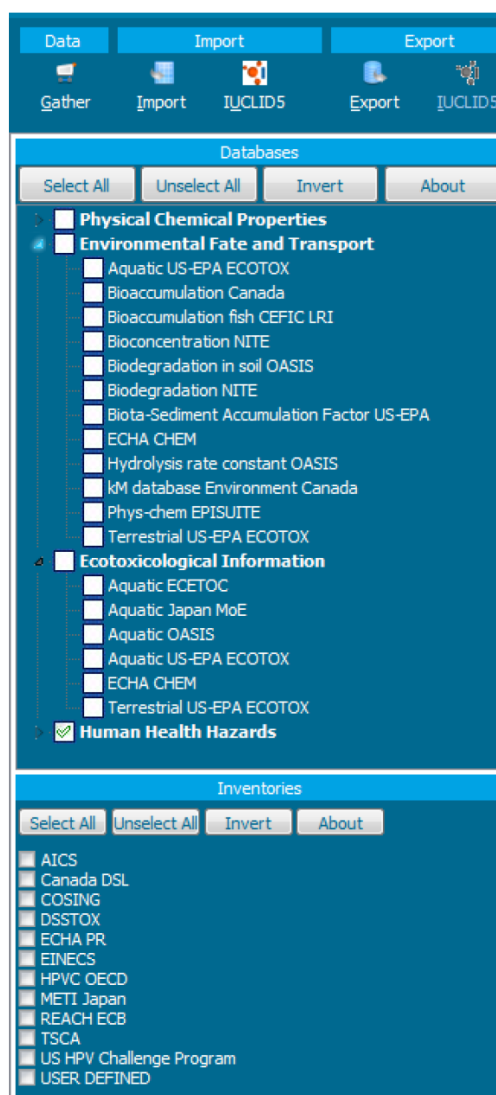 Data Import Export
Gather Import IUCLID5 Export IUCLID5
Databases
Select All Unselect All Invert About
Physical Chemical Properties
Environmental Fate and Transport
Aquatic US-EPA ECOTOX
Bioaccumulation Canada
Bioaccumulation fish CEFIC LRI
Bioconcentration NITE
Biodegradation in soil OASIS
Biodegradation NITE
Biota-Sediment Accumulation Factor US-EPA
ECHA CHEM
Hydrolysis rate constant OASIS
kM database Environment Canada
Phys-chem EPISUITE
Terrestrial US-EPA ECOTOX
Ecotoxicological Information
Aquatic ECETOC
Aquatic Japan MoE
Aquatic OASIS
Aquatic US-EPA ECOTOX
ECHA CHEM
Terrestrial US-EPA ECOTOX
Human Health Hazards
Inventories
Select All Unselect All Invert About
AICS
Canada DSL
COSING
DSSTOX
ECHA PR
EINECS
HPVC OECD
METI Japan
REACH ECB
TSCA
US HPV Challenge Program
USER DEFINED